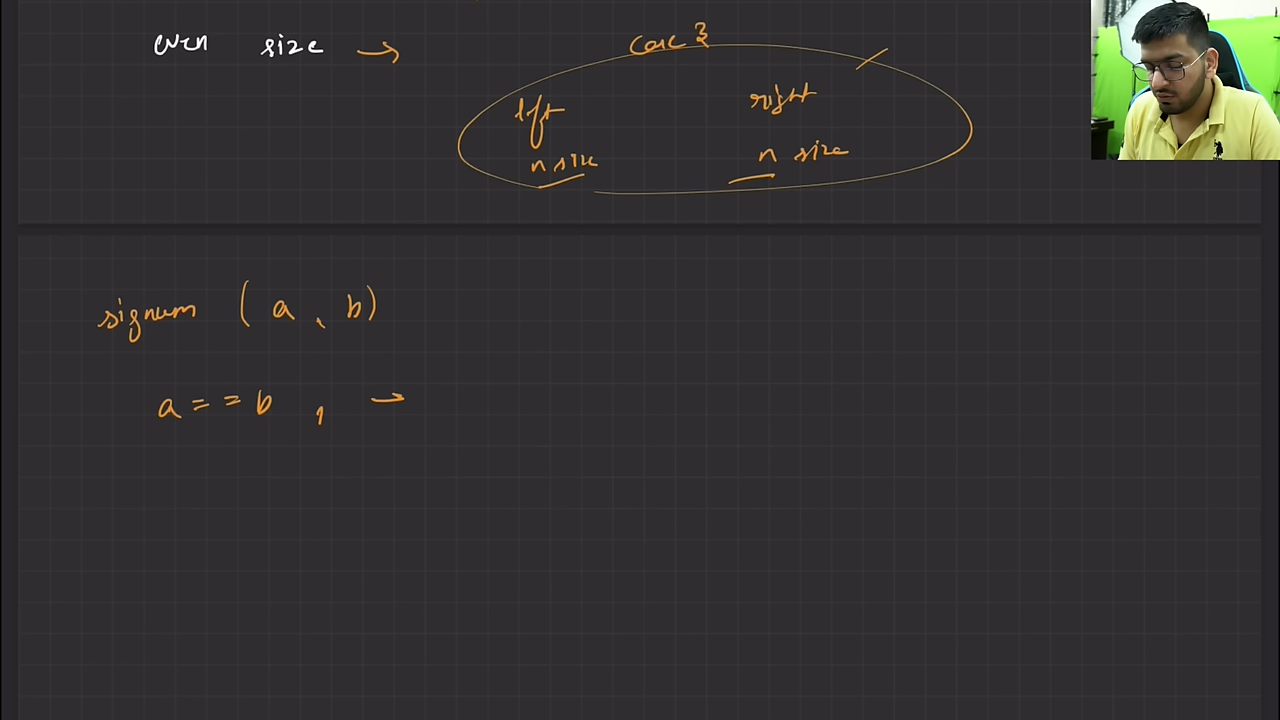 even size → case 3
left right
n size n size
signum (a, b)
a == b , →